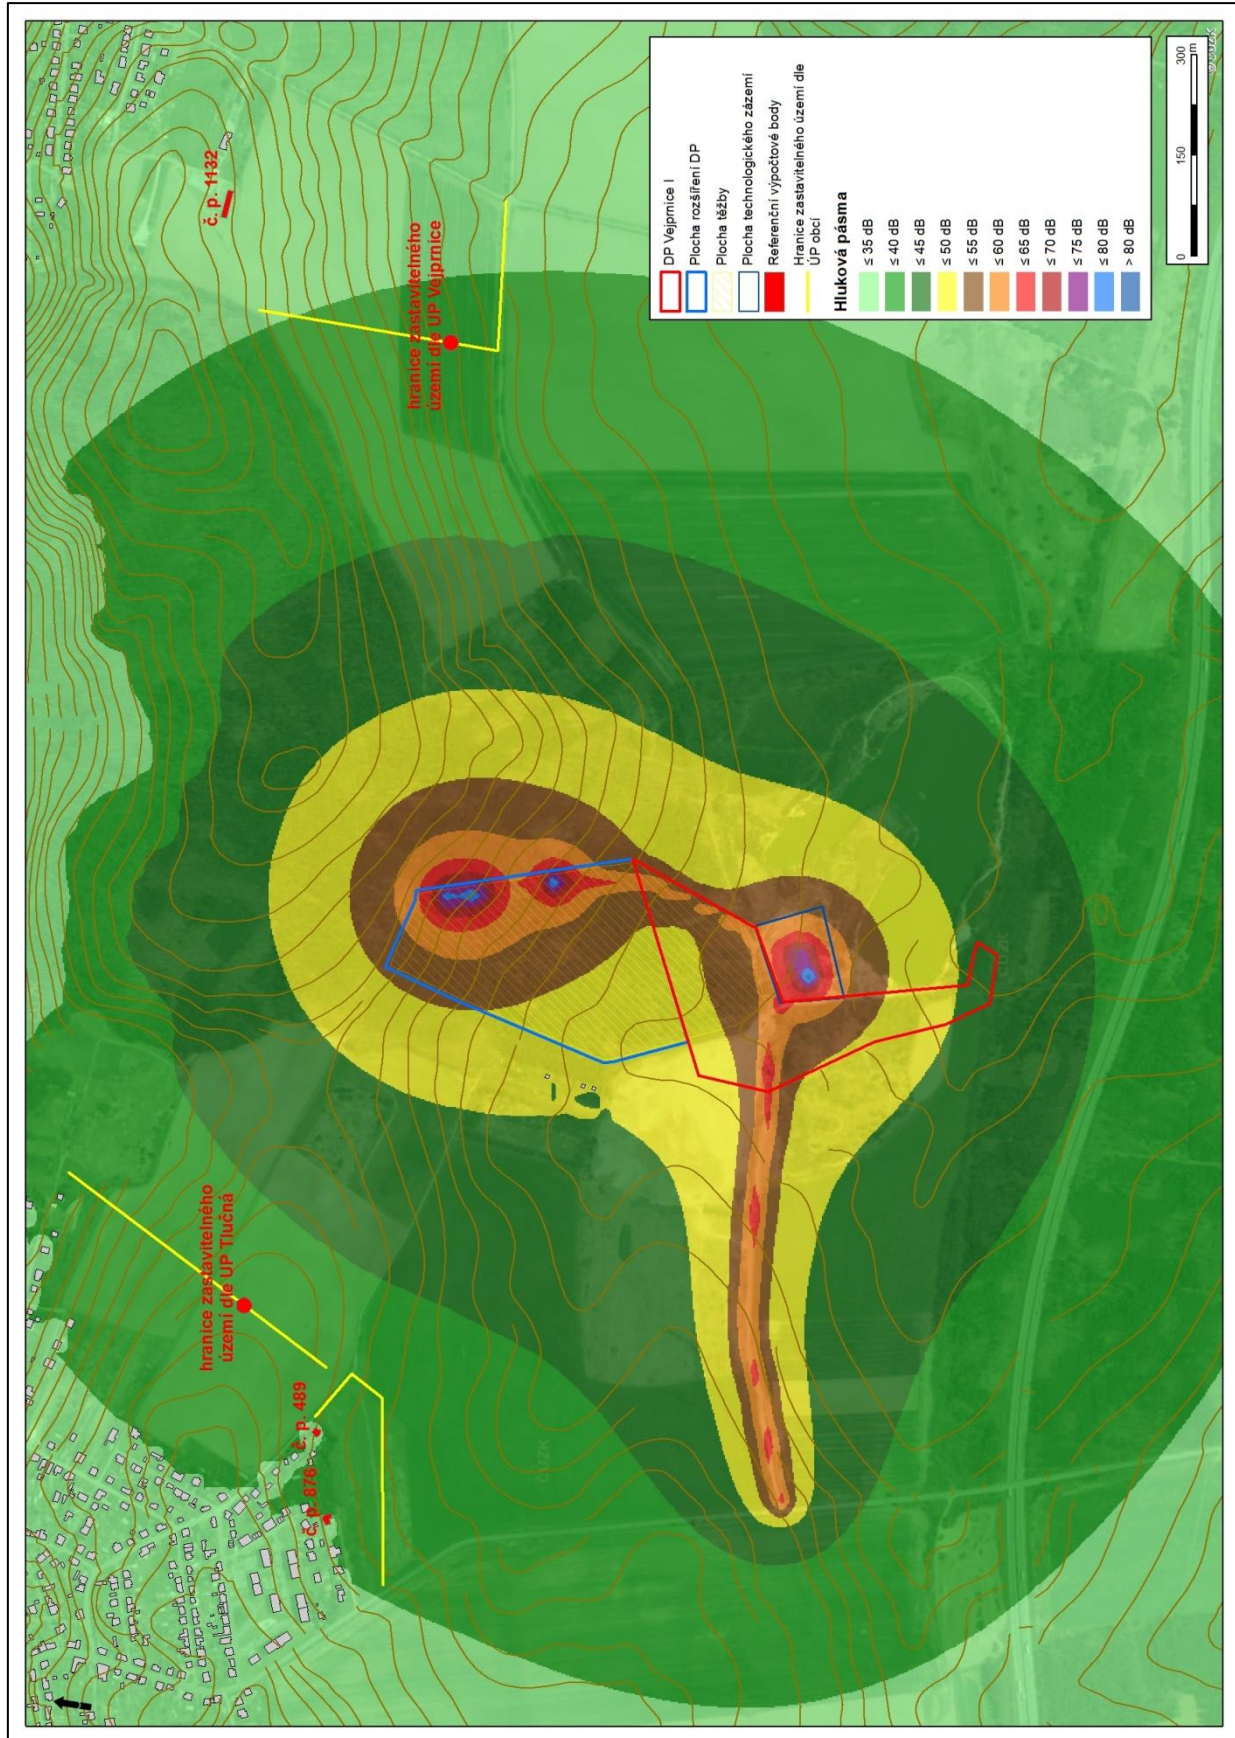 č. p. 1132
hranice zastavitelného
území dle UP Vejprnice
hranice zastavitelného
území dle UP Tlučná
č. p. 876
č. p. 489
DP Vejprnice I
Plocha rozšíření DP
Plocha těžby
Plocha technologického zázemí
Referenční výpočtové body
Hranice zastavitelného území dle
ÚP obcí
Hluková pásma
≤ 35 dB
≤ 40 dB
≤ 45 dB
≤ 50 dB
≤ 55 dB
≤ 60 dB
≤ 65 dB
≤ 70 dB
≤ 75 dB
≤ 80 dB
> 80 dB
0 150 300
m
© ČÚZK